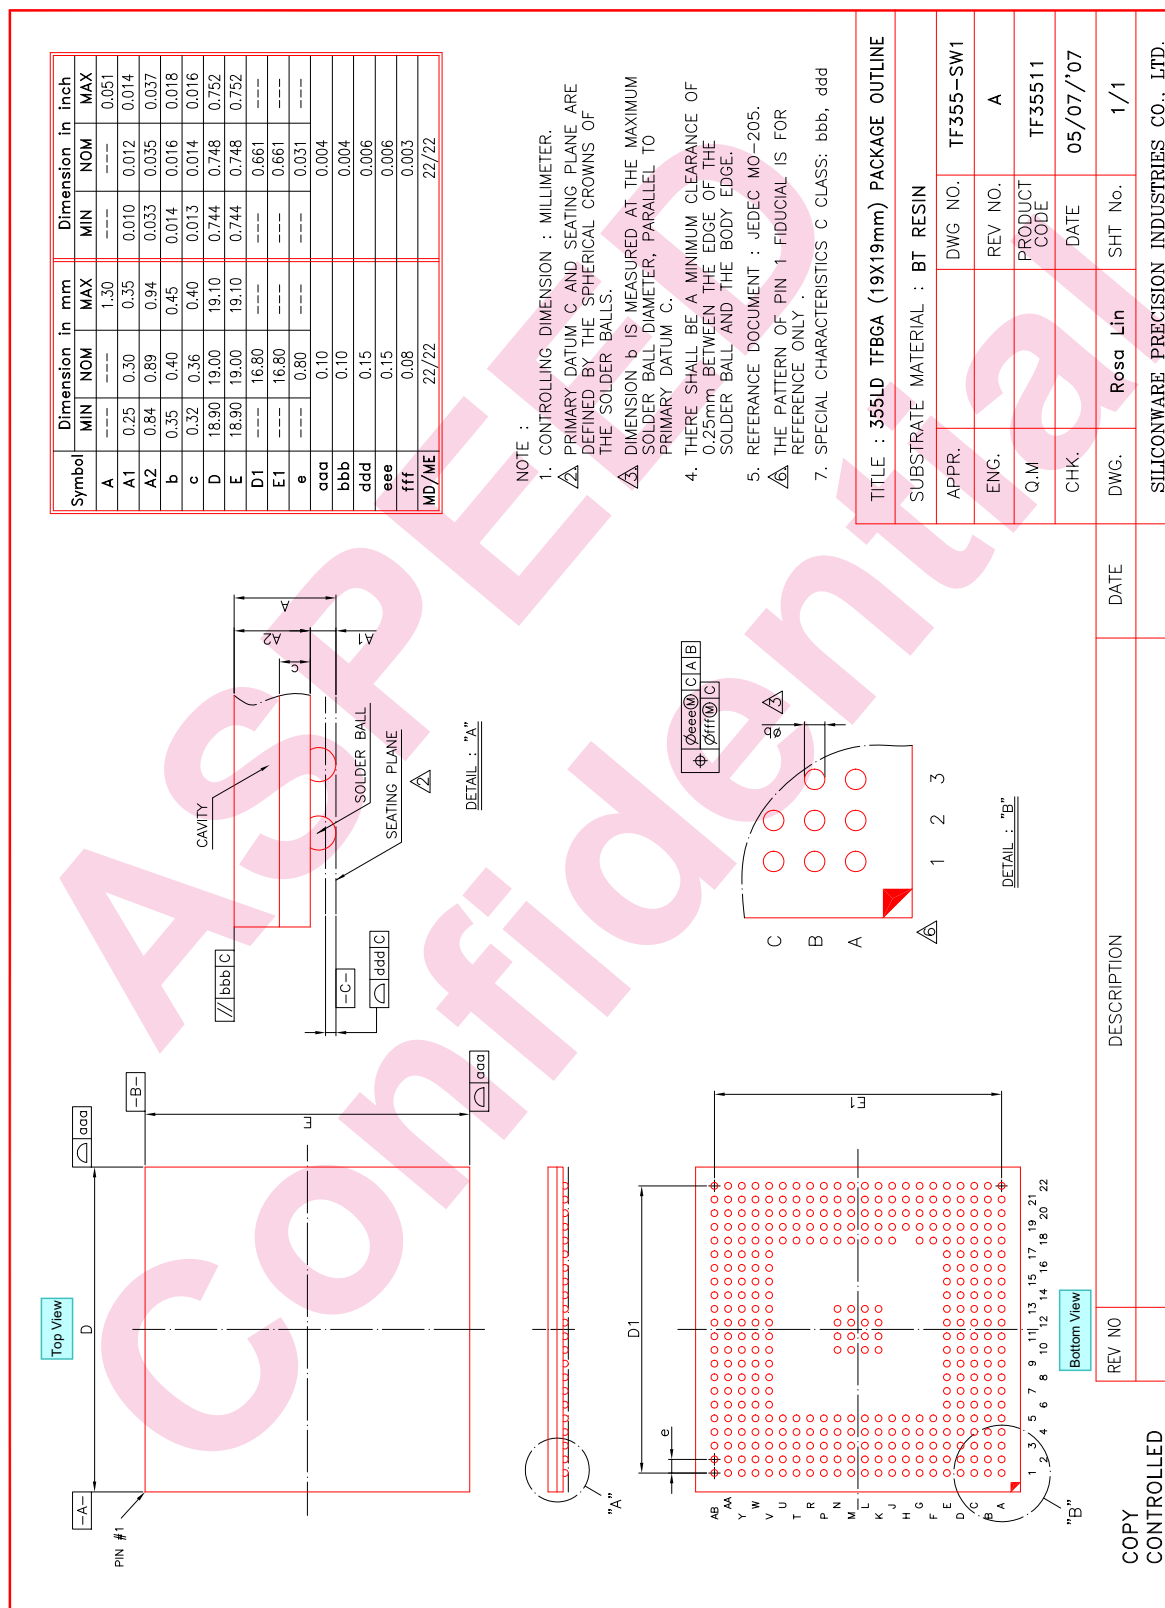 Symbol Dimension in mm Dimension in inch
MIN NOM MAX MIN NOM MAX
A ---- ---- 1.30 ---- ---- 0.051
A1 0.25 0.30 0.35 0.010 0.012 0.014
A2 0.84 0.89 0.94 0.033 0.035 0.037
b 0.35 0.40 0.45 0.014 0.016 0.018
c 0.32 0.36 0.40 0.013 0.014 0.016
D 18.90 19.00 19.10 0.744 0.748 0.752
E 18.90 19.00 19.10 0.744 0.748 0.752
D1 ---- 16.80 ---- ---- 0.661 ---
E1 ---- 16.80 ---- ---- 0.661 ---
e ---- 0.80 ---- ---- 0.031 ---
aaa 0.10 0.004
bbb 0.10 0.004
ddd 0.15 0.006
eee 0.15 0.006
fff 0.08 0.003
MD/ME 22/22 22/22
NOTE :
1. CONTROLLING DIMENSION : MILLIMETER.
2. PRIMARY DATUM C AND SEATING PLANE ARE
DEFINED BY THE SPHERICAL CROWNS OF
THE SOLDER BALLS.
3. DIMENSION b IS MEASURED AT THE MAXIMUM
SOLDER BALL DIAMETER, PARALLEL TO
PRIMARY DATUM C.
4. THERE SHALL BE A MINIMUM CLEARANCE OF
0.25mm BETWEEN THE EDGE OF THE
SOLDER BALL AND THE BODY EDGE.
5. REFERANCE DOCUMENT : JEDEC MO-205.
6. THE PATTERN OF PIN 1 FIDUCIAL IS FOR
REFERENCE ONLY .
7. SPECIAL CHARACTERISTICS C CLASS: bbb, ddd
TITLE : 355LD TFBGA (19X19mm) PACKAGE OUTLINE
SUBSTRATE MATERIAL : BT RESIN
APPR. DWG NO. TF355-SW1
ENG. REV NO. A
Q.M PRODUCT CODE TF35511
CHK. DATE 05/07/'07
DWG. Rosa Lin SHT No. 1/1
SILICONWARE PRECISION INDUSTRIES CO., LTD.
REV NO DESCRIPTION DATE
COPY
CONTROLLED
Top View
-A-
D
aaa
-B-
E
aaa
PIN #1
"A"
// bbb C
CAVITY
A
A2
A1
c
SOLDER BALL
SEATING PLANE
2
-C-
ddd C
DETAIL : "A"
D1
e
E1
AB
AA
Y
W
V
U
T
R
P
N
M
L
K
J
H
G
F
E
D
C
B
A
1 3 5 7 9 11 13 15 17 19 21
2 4 6 8 10 12 14 16 18 20 22
"B"
Bottom View
Øeee M C A B
Øfff M C
Øb
3
C
B
A
1 2 3
6
DETAIL : "B"
ASPEED
Confidential